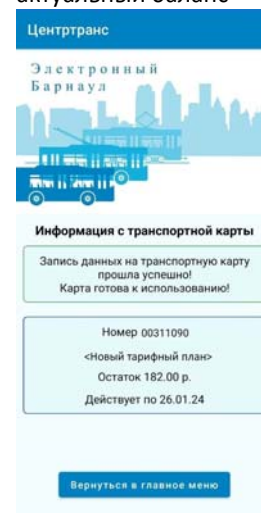 актуальный баланс
Центртранс
Электронный
Барнаул
Информация с транспортной карты
Запись данных на транспортную карту
прошла успешно!
Карта готова к использованию!
Номер 00311090
<Новый тарифный план>
Остаток 182.00 р.
Действует по 26.01.24
Вернуться в главное меню